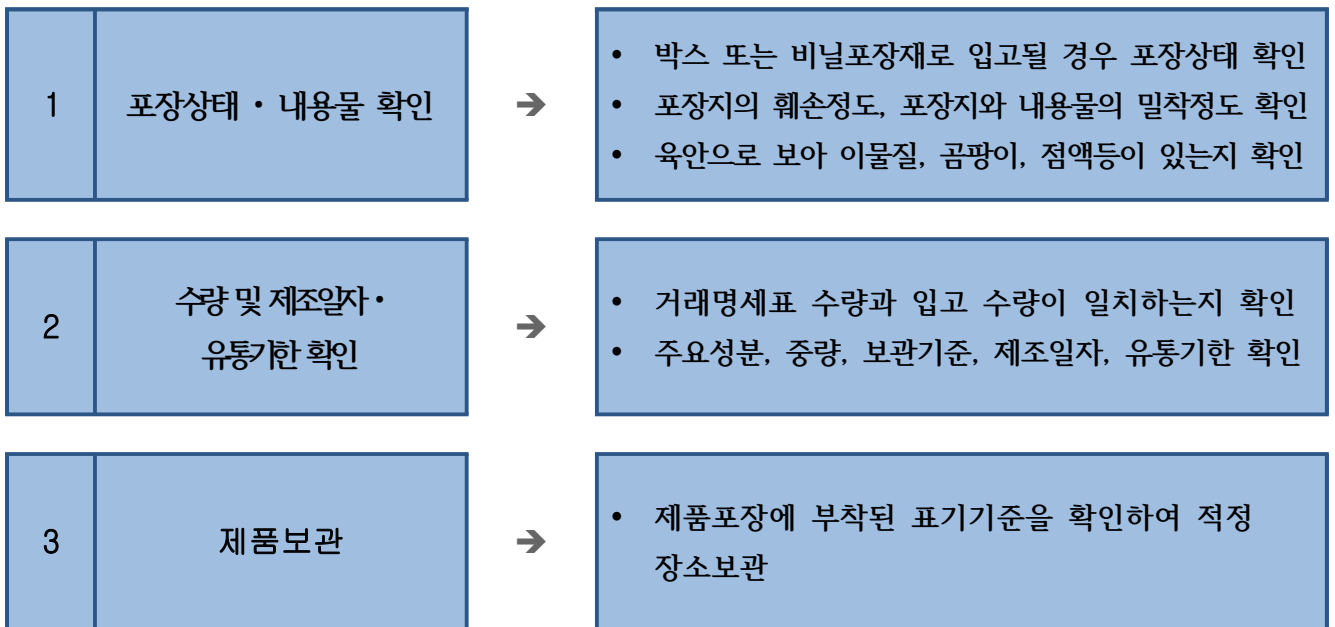 1
포장상태 · 내용물 확인
➔
• 박스 또는 비닐포장재로 입고될 경우 포장상태 확인
• 포장지의 훼손정도, 포장지와 내용물의 밀착정도 확인
• 육안으로 보아 이물질, 곰팡이, 점액등이 있는지 확인
2
수량 및 제조일자·
유통기한 확인
➔
• 거래명세표 수량과 입고 수량이 일치하는지 확인
• 주요성분, 중량, 보관기준, 제조일자, 유통기한 확인
3
제품보관
➔
• 제품포장에 부착된 표기기준을 확인하여 적정
장소보관